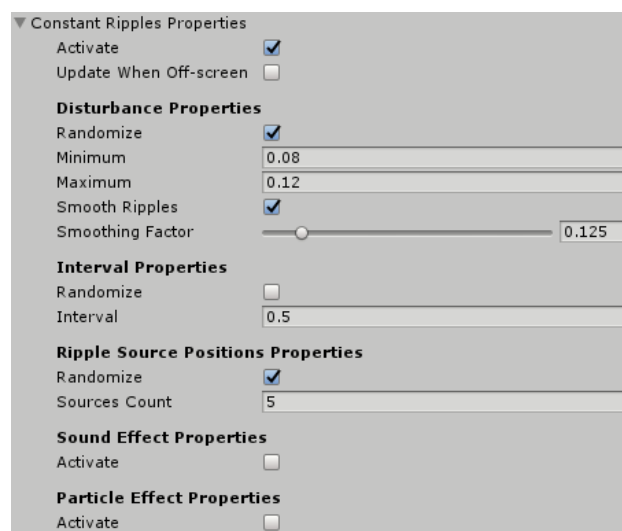 Constant Ripples Properties
Activate
Update When Off-screen
Disturbance Properties
Randomize
Minimum 0.08
Maximum 0.12
Smooth Ripples
Smoothing Factor 0.125
Interval Properties
Randomize
Interval 0.5
Ripple Source Positions Properties
Randomize
Sources Count 5
Sound Effect Properties
Activate
Particle Effect Properties
Activate